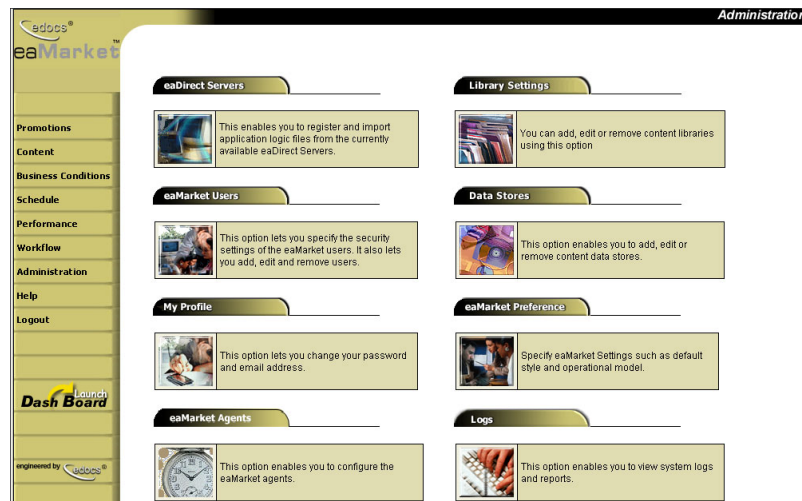 Administration
edocs®
eaMarket™
Promotions
Content
Business Conditions
Schedule
Performance
Workflow
Administration
Help
Logout
Launch
Dash Board
engineered by edocs®
eaDirect Servers
This enables you to register and import
application logic files from the currently
available eaDirect Servers.
Library Settings
You can add, edit or remove content libraries
using this option
eaMarket Users
This option lets you specify the security
settings of the eaMarket users. It also lets
you add, edit and remove users.
Data Stores
This option enables you to add, edit or
remove content data stores.
My Profile
This option lets you change your password
and email address.
eaMarket Preference
Specify eaMarket Settings such as default
style and operational model.
eaMarket Agents
This option enables you to configure the
eaMarket agents.
Logs
This option enables you to view system logs
and reports.